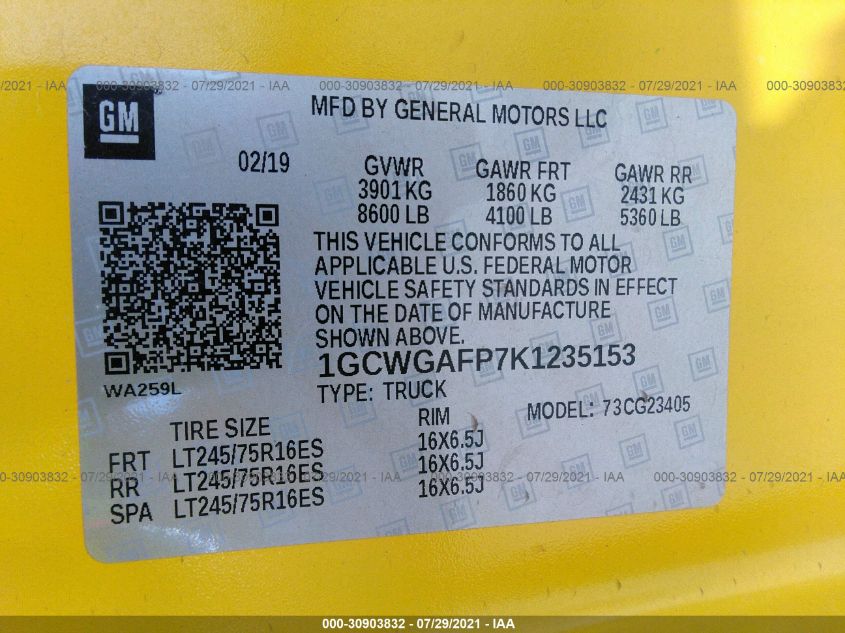 000-30903832 - 07/29/2021 - IAA
GM
MFD BY GENERAL MOTORS LLC
02/19
GVWR GAWR FRT GAWR RR
3901 KG 1860 KG 2431 KG
8600 LB 4100 LB 5360 LB
THIS VEHICLE CONFORMS TO ALL
APPLICABLE U.S. FEDERAL MOTOR
VEHICLE SAFETY STANDARDS IN EFFECT
ON THE DATE OF MANUFACTURE
SHOWN ABOVE.
1GCWGAFP7K1235153
WA259L
TYPE: TRUCK
MODEL: 73CG23405
TIRE SIZE RIM
FRT LT245/75R16ES 16X6.5J
RR LT245/75R16ES 16X6.5J
SPA LT245/75R16ES 16X6.5J
000-30903832 - 07/29/2021 - IAA